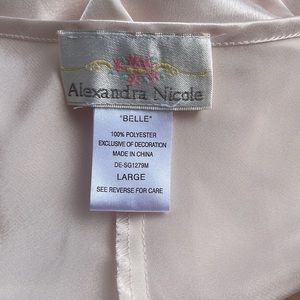 Alexandra Nicole
"BELLE"
100% POLYESTER
EXCLUSIVE OF DECORATION
MADE IN CHINA
DE-SG1279M
LARGE
SEE REVERSE FOR CARE